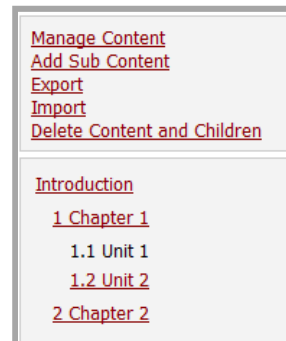 Manage Content
Add Sub Content
Export
Import
Delete Content and Children
Introduction
1 Chapter 1
1.1 Unit 1
1.2 Unit 2
2 Chapter 2